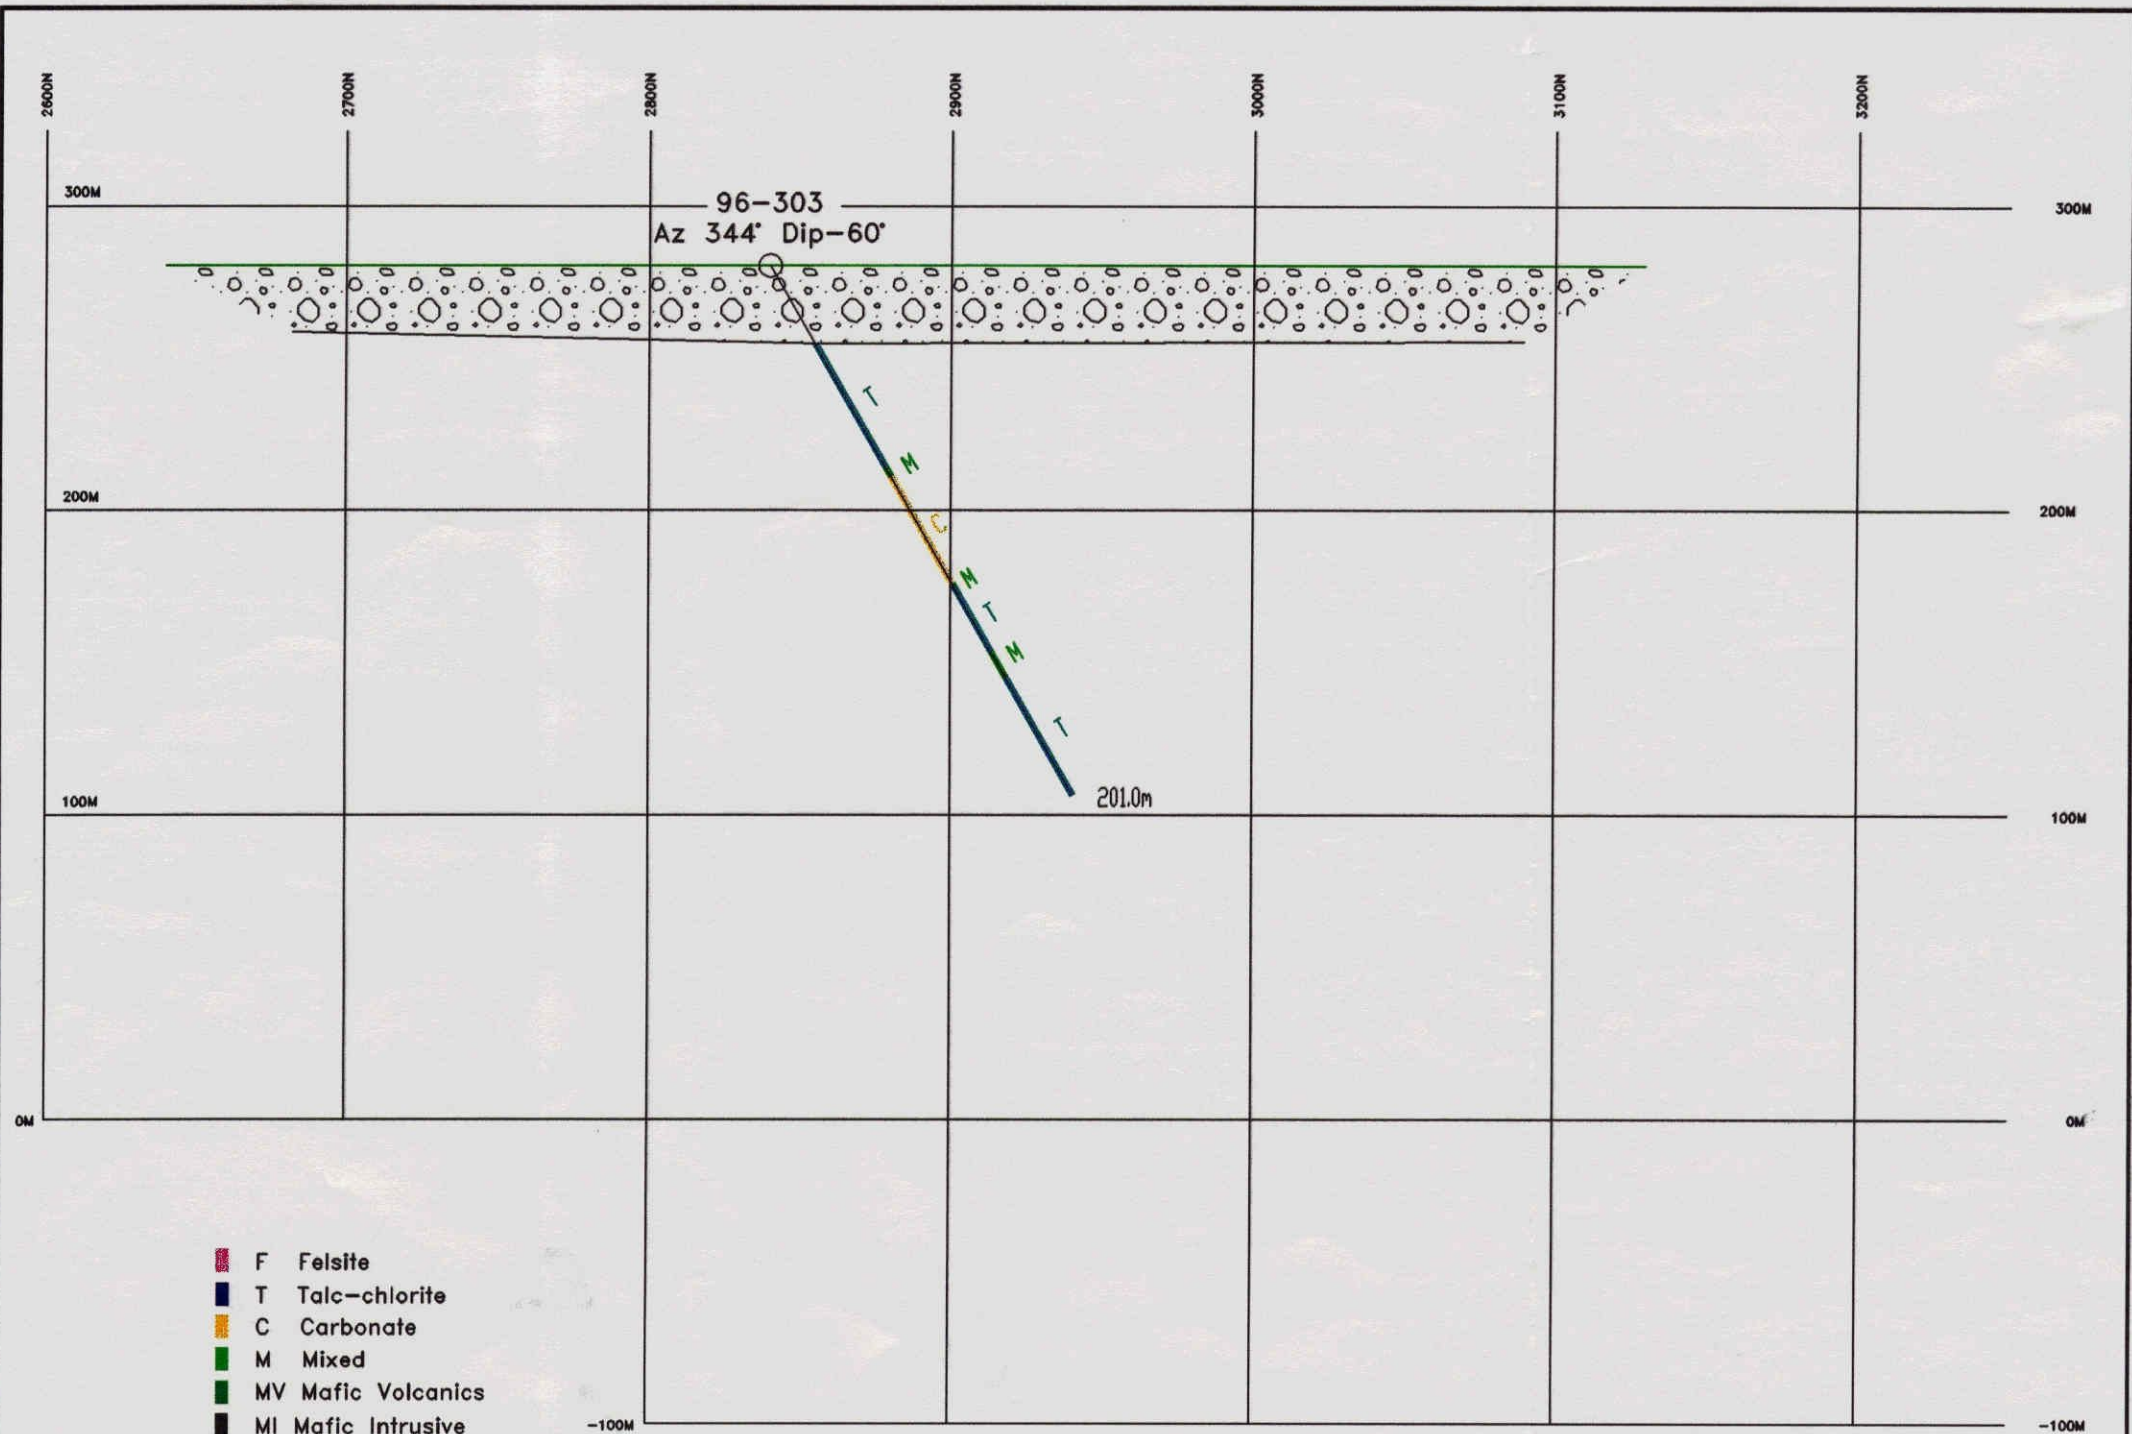 2600N 2700N 2800N 2900N 3000N 3100N 3200N
300M 300M
96-303
Az 344° Dip-60°
T
M
200M 200M
C
M
T
M
T
201.0m
100M 100M
0M 0M
F Felsite
T Talc-chlorite
C Carbonate
M Mixed
MV Mafic Volcanics
MI Mafic Intrusive
-100M -100M